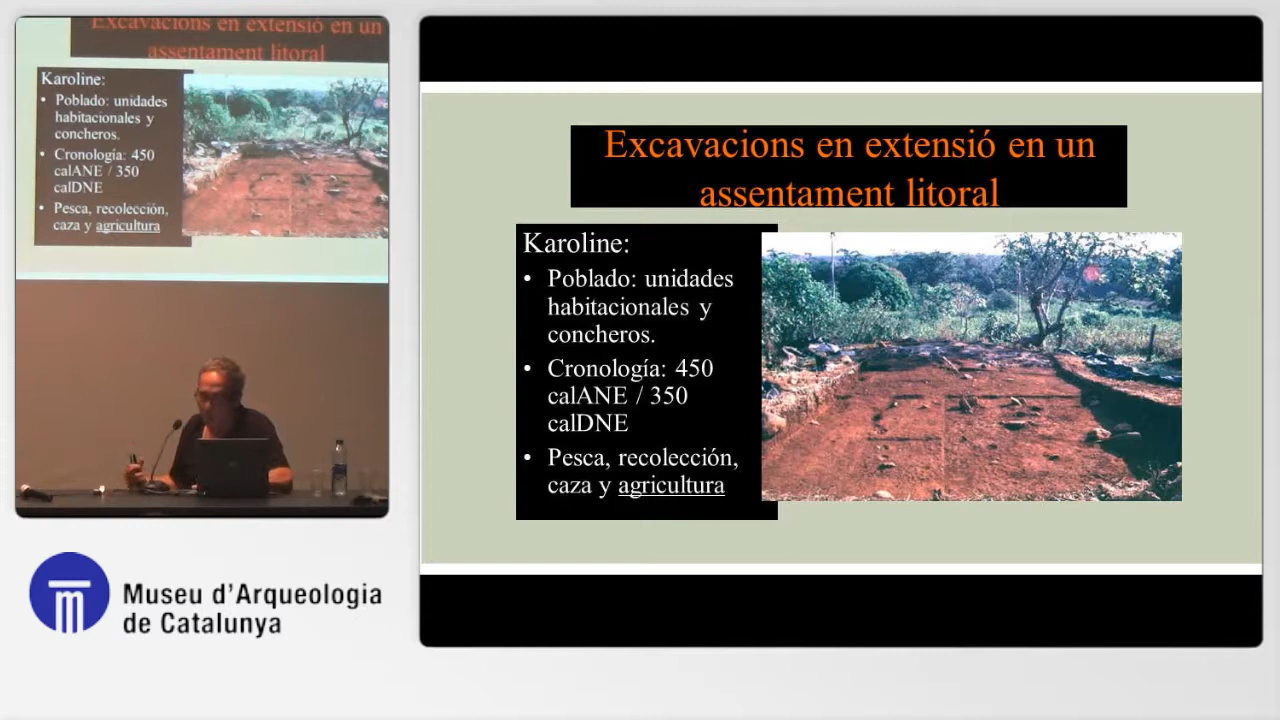 Excavacions en extensió en un
assentament litoral
Karoline:
• Poblado: unidades
habitacionales y
concheros.
• Cronología: 450
calANE / 350
calDNE
• Pesca, recolección,
caza y agricultura
Museu d'Arqueologia
de Catalunya
Excavacions en extensió en un
assentament litoral
Karoline:
• Poblado: unidades
habitacionales y
concheros.
• Cronología: 450
calANE / 350
calDNE
• Pesca, recolección,
caza y agricultura